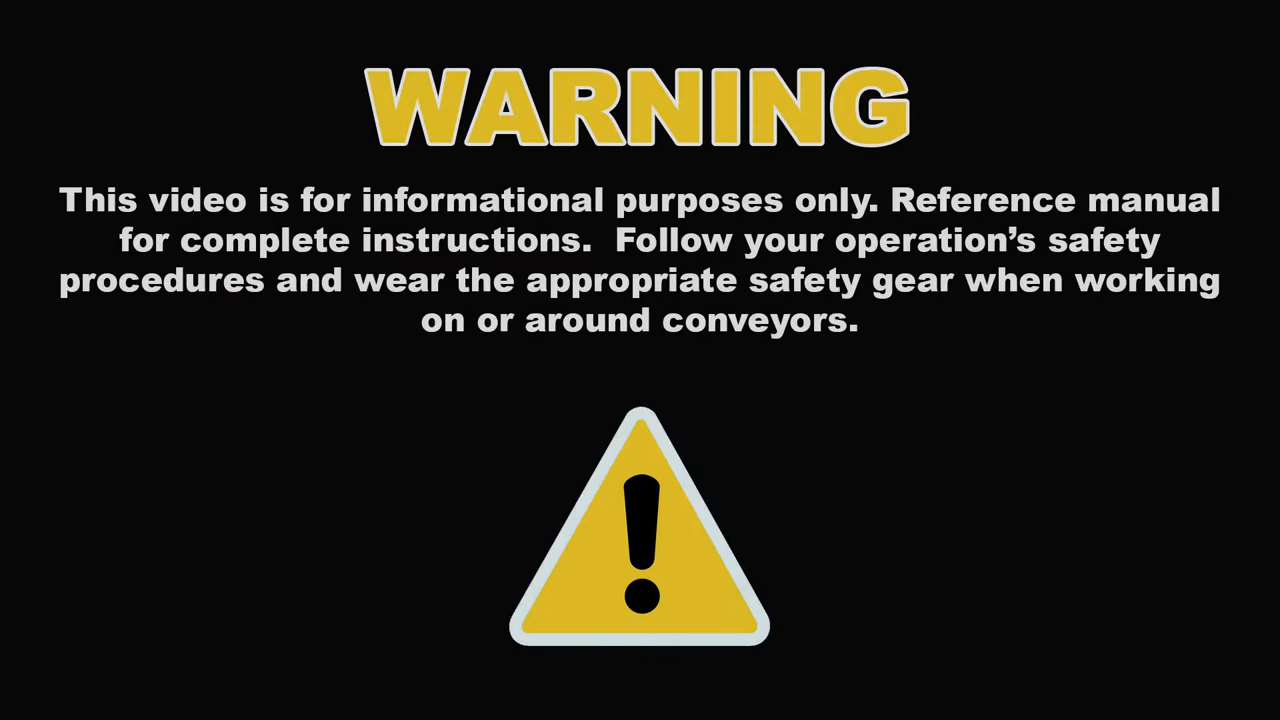 WARNING
This video is for informational purposes only. Reference manual
for complete instructions.  Follow your operation’s safety
procedures and wear the appropriate safety gear when working
on or around conveyors.